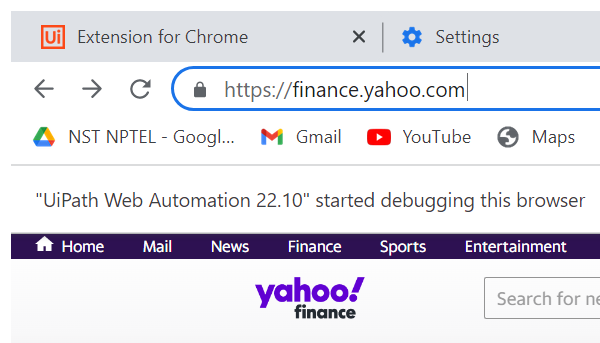 Ui Extension for Chrome Settings
https://finance.yahoo.com
NST NPTEL - Googl... Gmail YouTube Maps
"UiPath Web Automation 22.10" started debugging this browser
Home Mail News Finance Sports Entertainment
yahoo!
finance
Search for ne